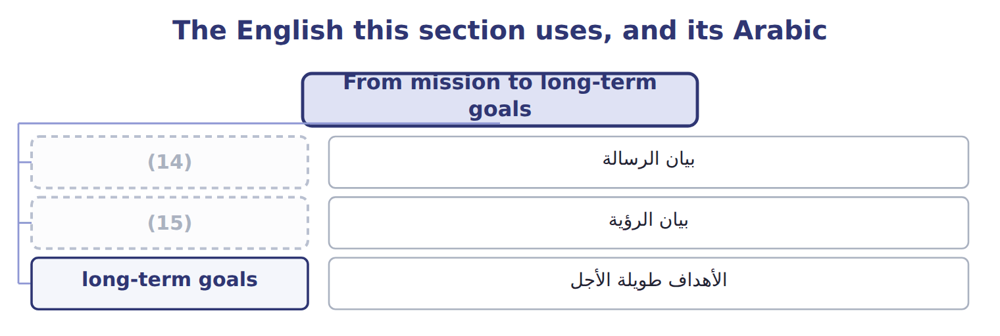 The English this section uses, and its Arabic
From mission to long-term
goals
(14)
بيان الرسالة
(15)
بيان الرؤية
long-term goals
الأهداف طويلة الأجل